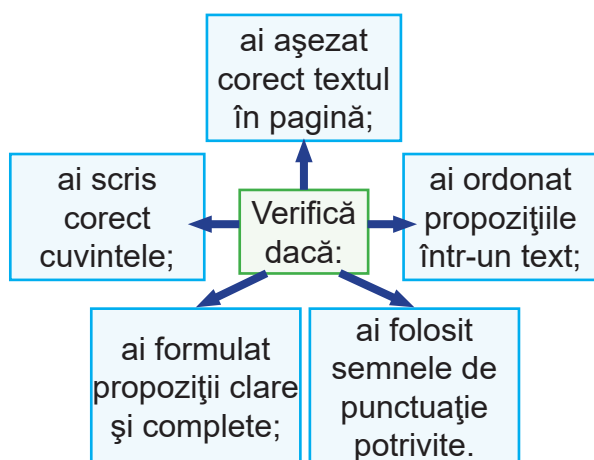 ai aşezat
corect textul
în pagină;
ai scris
corect
cuvintele;
Verifică
dacă:
ai ordonat
propoziţiile
într-un text;
ai formulat
propoziţii clare
şi complete;
ai folosit
semnele de
punctuaţie
potrivite.